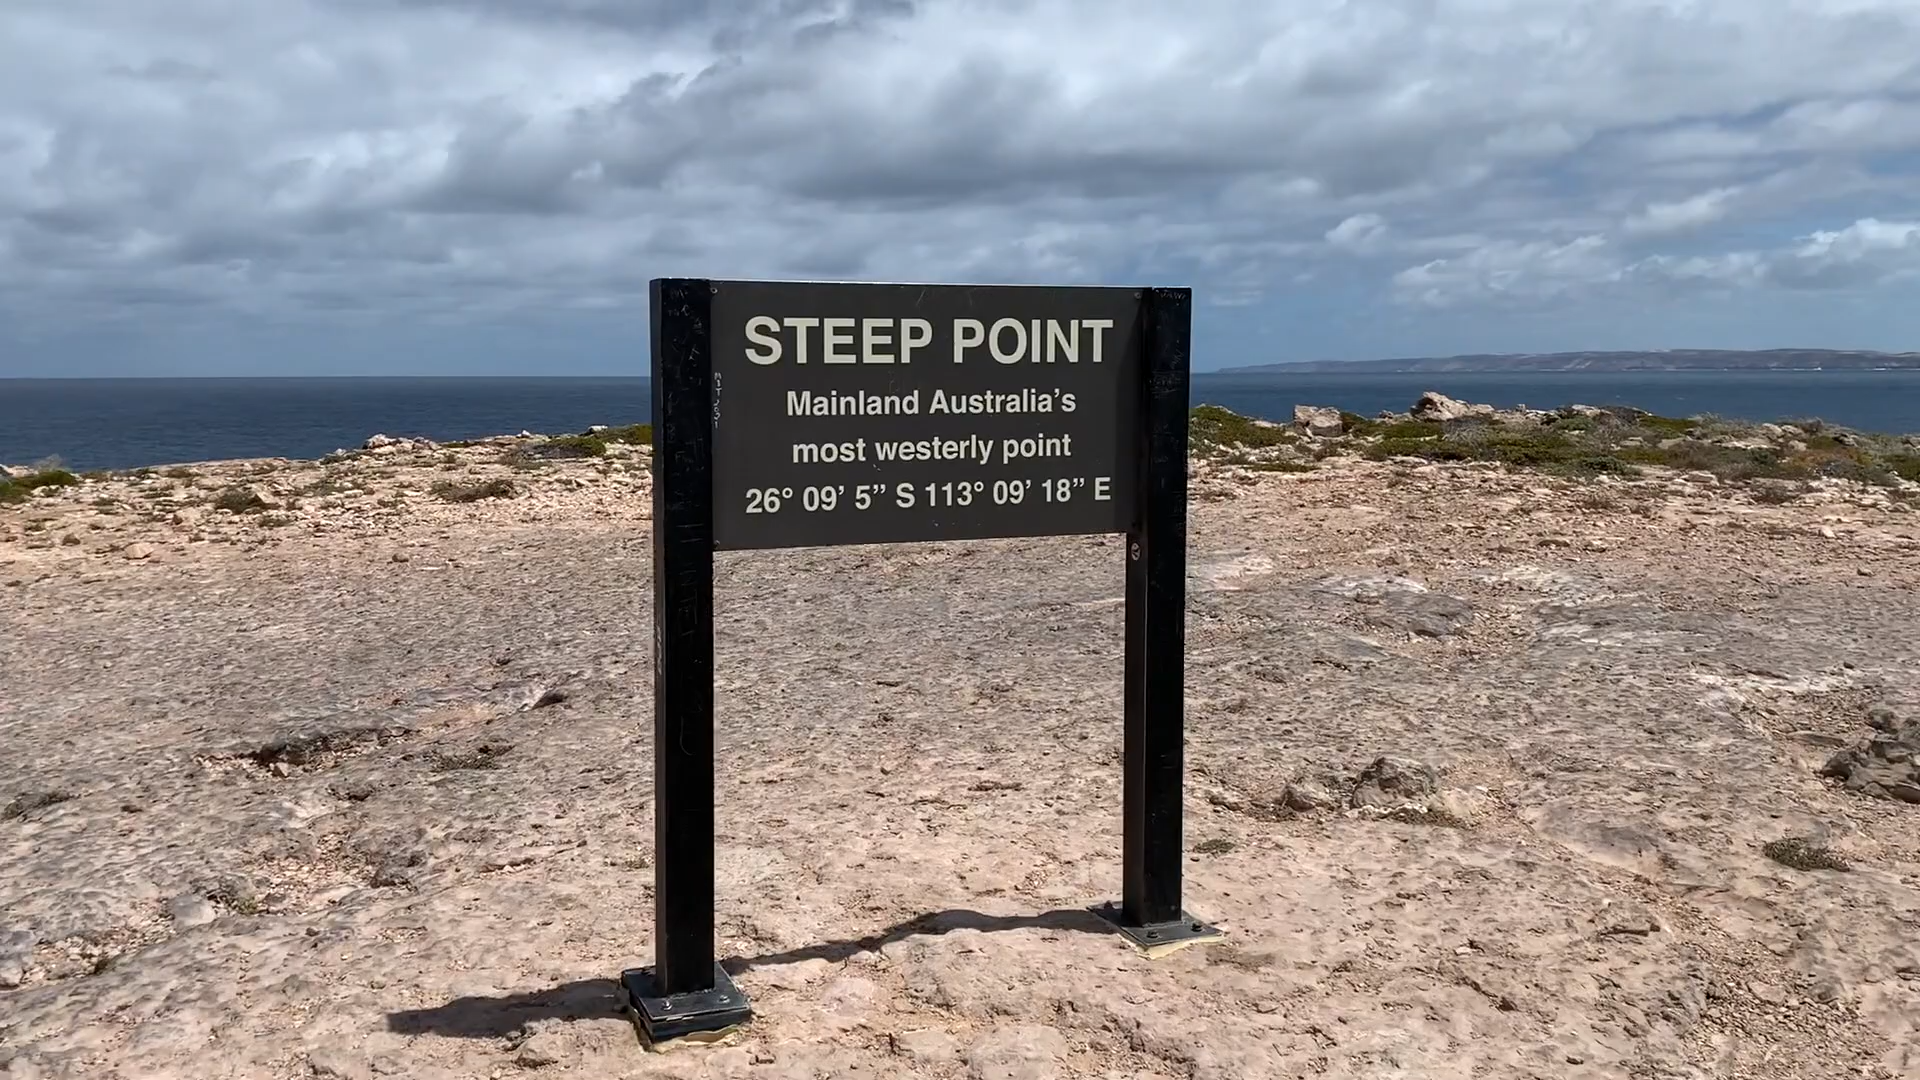 STEEP POINT
Mainland Australia’s
most westerly point
26° 09’ 5” S 113° 09’ 18” E